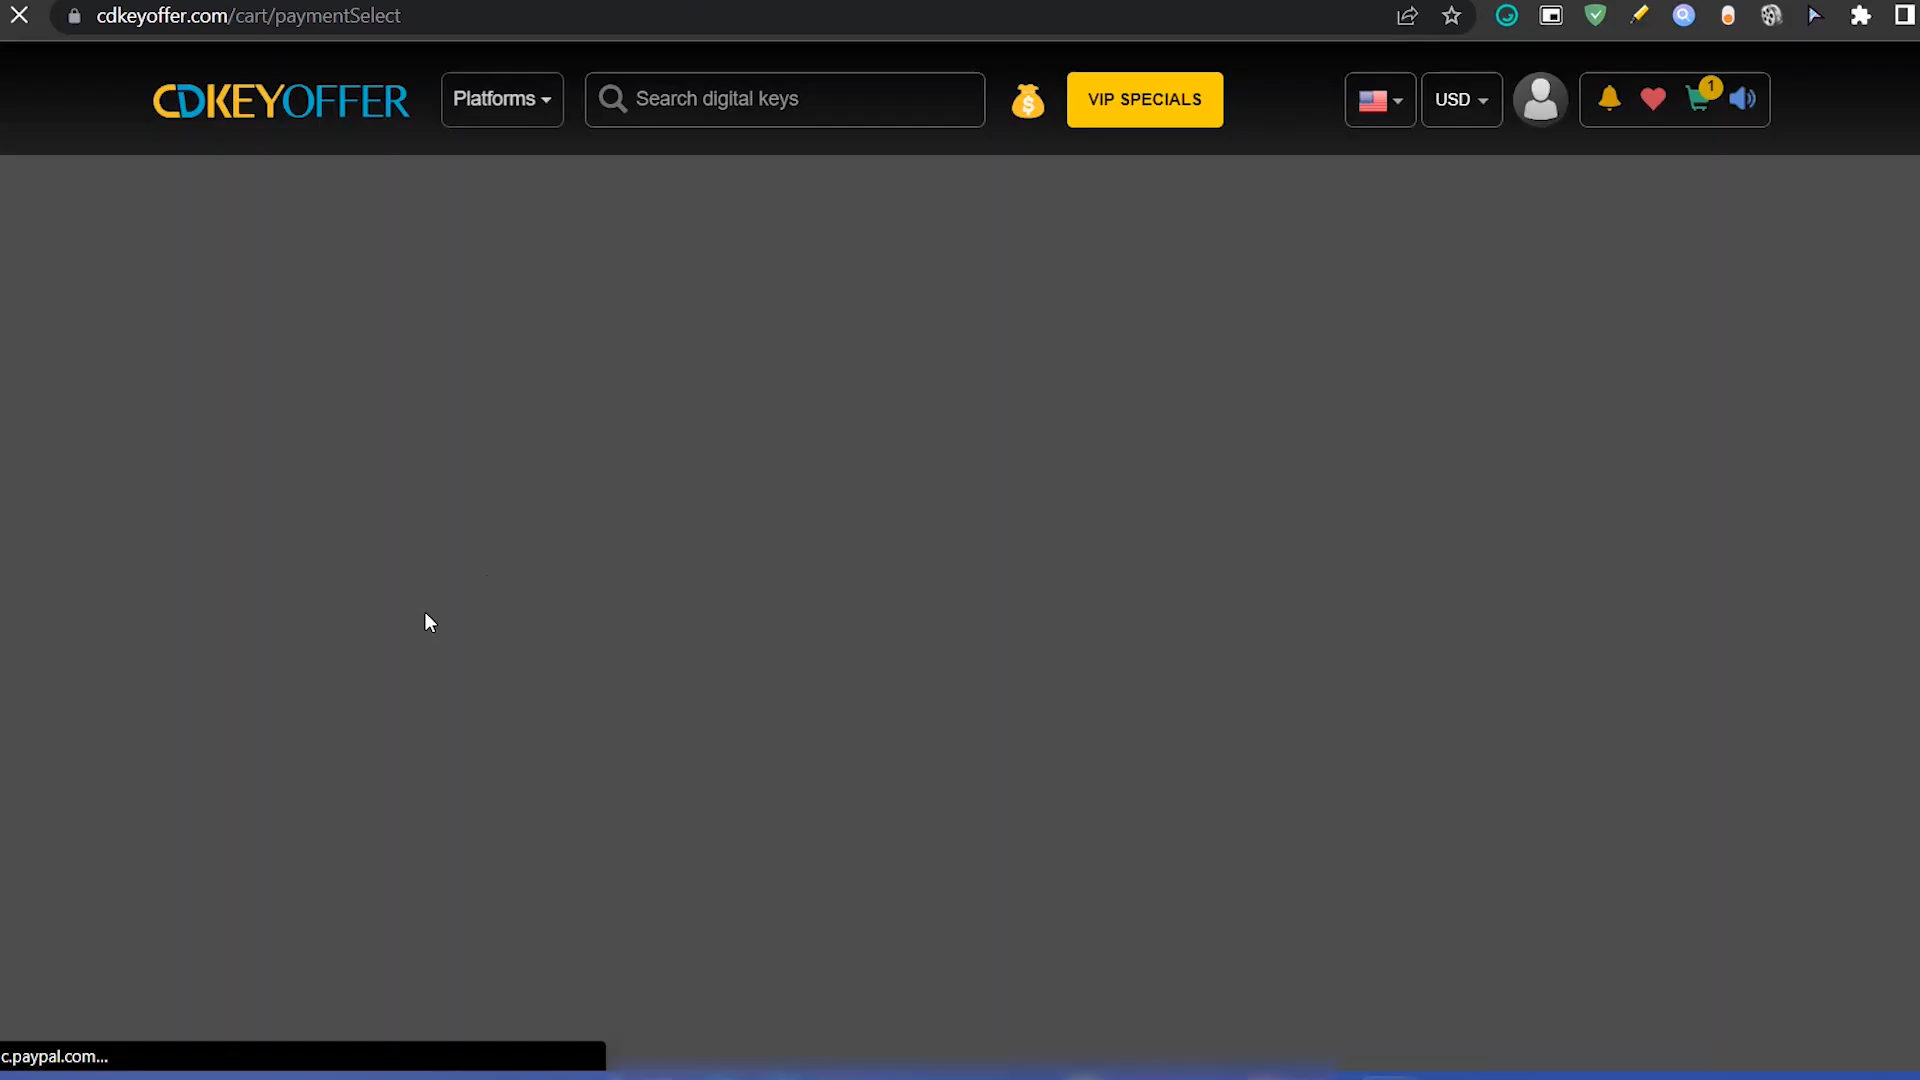 cdkeyoffer.com/cart/paymentSelect
CDKEYOFFER
Platforms
Search digital keys
VIP SPECIALS
USD
1
c.paypal.com...